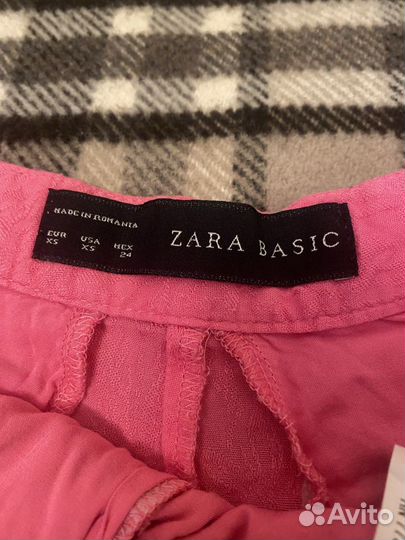 MADE IN ROMANIA
EUR USA MEX
XS XS 24
ZARA BASIC
Avito